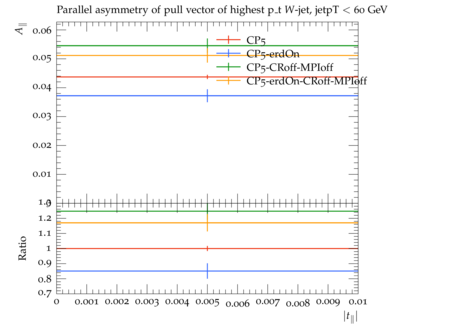 Parallel asymmetry of pull vector of highest p_t W-jet, jetpT < 60 GeV
A∥
0.06
0.05
0.04
0.03
0.02
0.01
CP5
CP5-erdOn
CP5-CRoff-MPIoff
CP5-erdOn-CRoff-MPIoff
Ratio
1.2
1.1
1
0.9
0.8
0.7
0 0.001 0.002 0.003 0.004 0.005 0.006 0.007 0.008 0.009 0.01
|t∥|